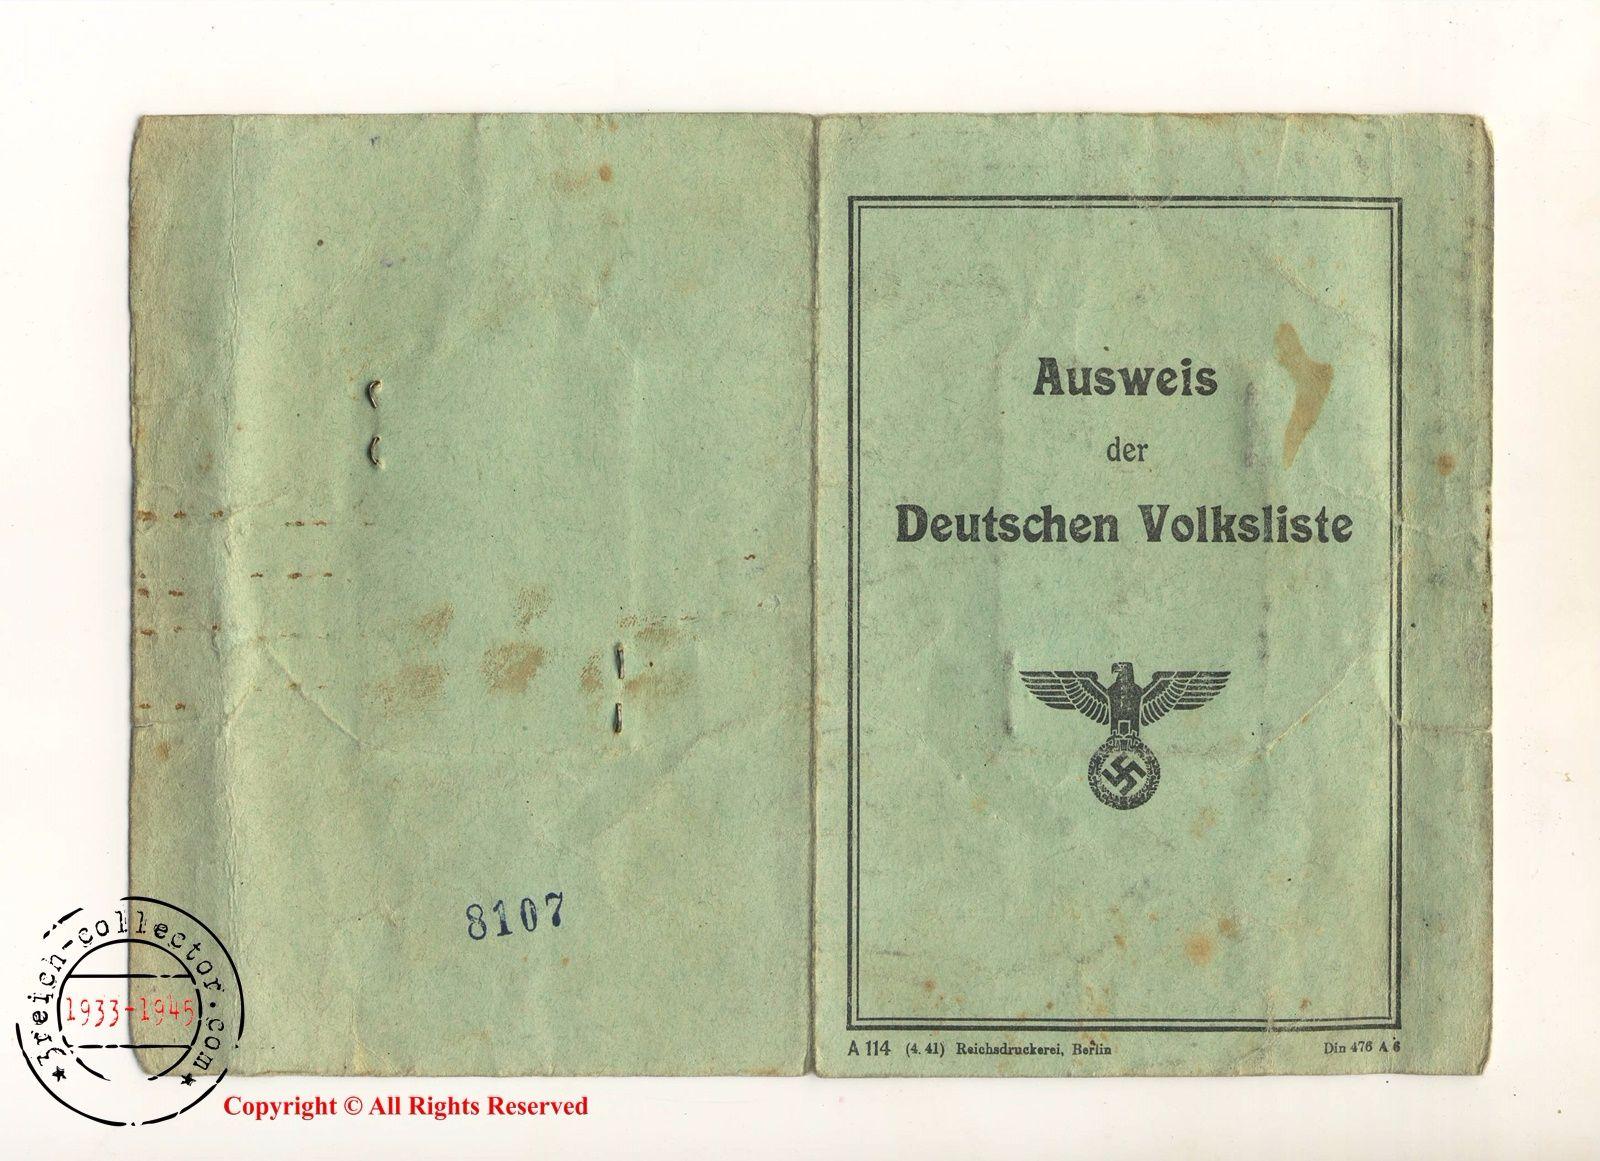 Ausweis
der
Deutschen Volksliste
8107
A 114 (4. 41) Reichsdruckerei, Berlin Din 476 A 6
3reich-collector.com
1933-1945
Copyright © All Rights Reserved